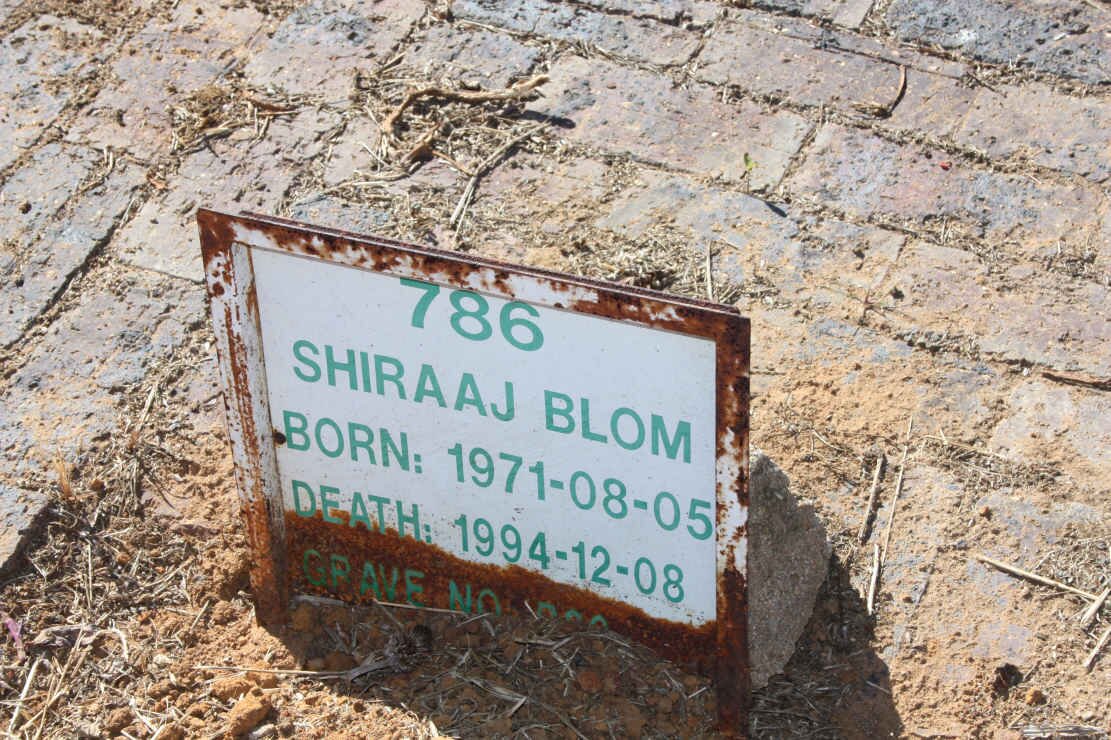 786
SHIRAAJ BLOM
BORN: 1971-08-05
DEATH: 1994-12-08
GRAVE NO